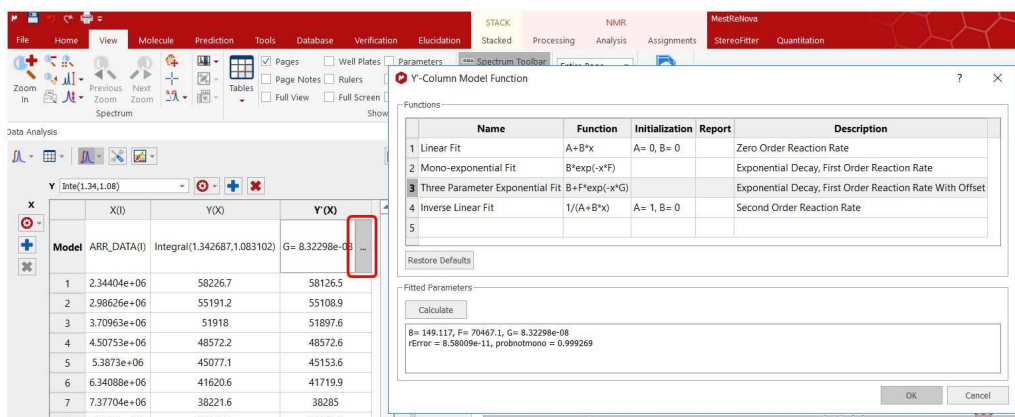 STACK NMR MestReNova
File Home View Molecule Prediction Tools Database Verification Elucidation Stacked Processing Analysis Assignments StereoFitter Quantitation
Zoom In
Previous Zoom
Next Zoom
Spectrum
Tables
Pages Well Plates Parameters Spectrum Toolbar
Page Notes Rulers
Full View Full Screen
Show
Data Analysis
Y Inte(1.34,1.08)
X
X(I) Y(X) Y'(X)
Model ARR_DATA(I) Integral(1.342687,1.083102) G= 8.32298e-08 ...
1 2.34404e+06 58226.7 58126.5
2 2.98626e+06 55191.2 55108.9
3 3.70963e+06 51918 51897.6
4 4.50753e+06 48572.2 48572.6
5 5.3873e+06 45077.1 45153.6
6 6.34088e+06 41620.6 41719.9
7 7.37704e+06 38221.6 38285
Y'-Column Model Function ?
Functions
Name Function Initialization Report Description
1 Linear Fit A+B*x A= 0, B= 0 Zero Order Reaction Rate
2 Mono-exponential Fit B*exp(-x*F) Exponential Decay, First Order Reaction Rate
3 Three Parameter Exponential Fit B+F*exp(-x*G) Exponential Decay, First Order Reaction Rate With Offset
4 Inverse Linear Fit 1/(A+B*x) A= 1, B= 0 Second Order Reaction Rate
5
Restore Defaults
Fitted Parameters
Calculate
B= 149.117, F= 70467.1, G= 8.32298e-08
rError = 8.58009e-11, probnotmono = 0.999269
OK Cancel